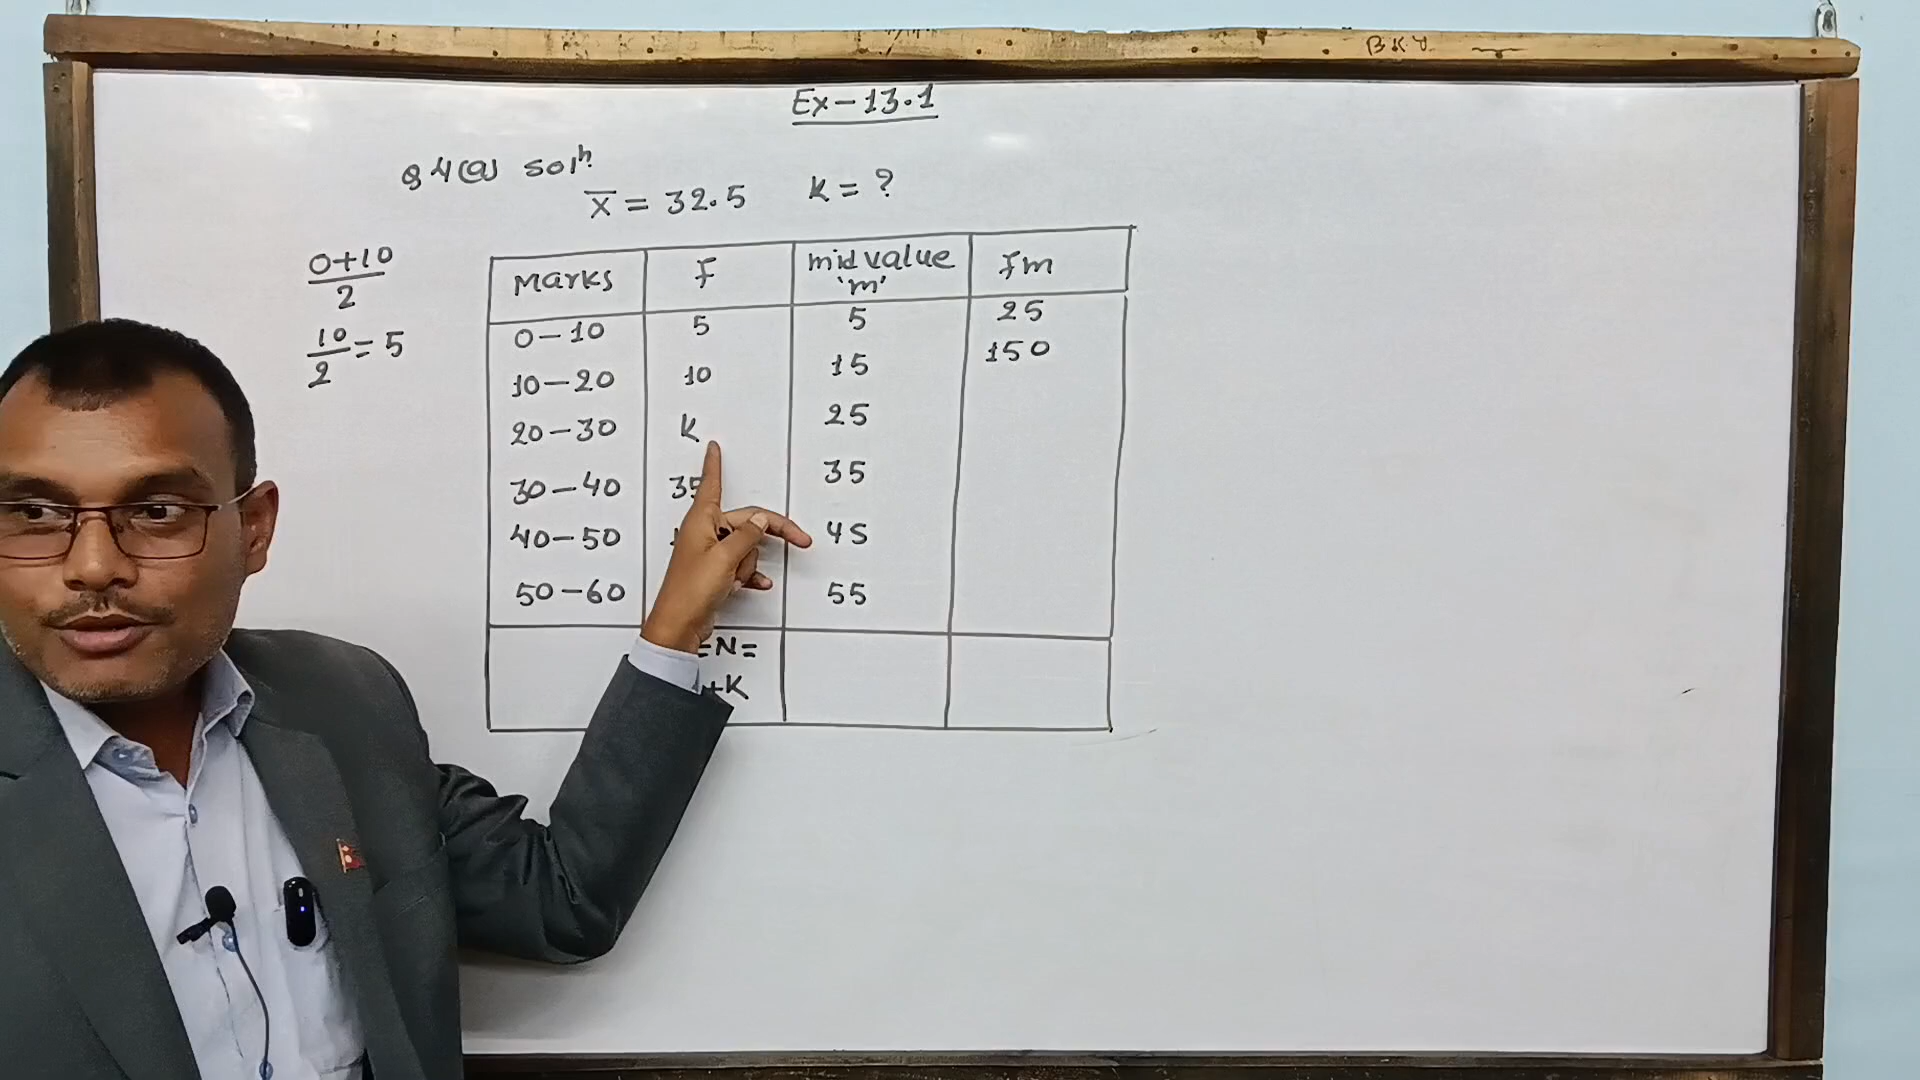 B.K.Y.
Ex-13.1
solⁿ
x̄ = 32.5 k = ?
0+10
2
10/2 = 5
Marks f mid value 'm' fm
0-10 5 5 25
10-20 10 15 150
20-30 k 25
30-40 35 35
40-50 45
50-60 55
=N=
+K